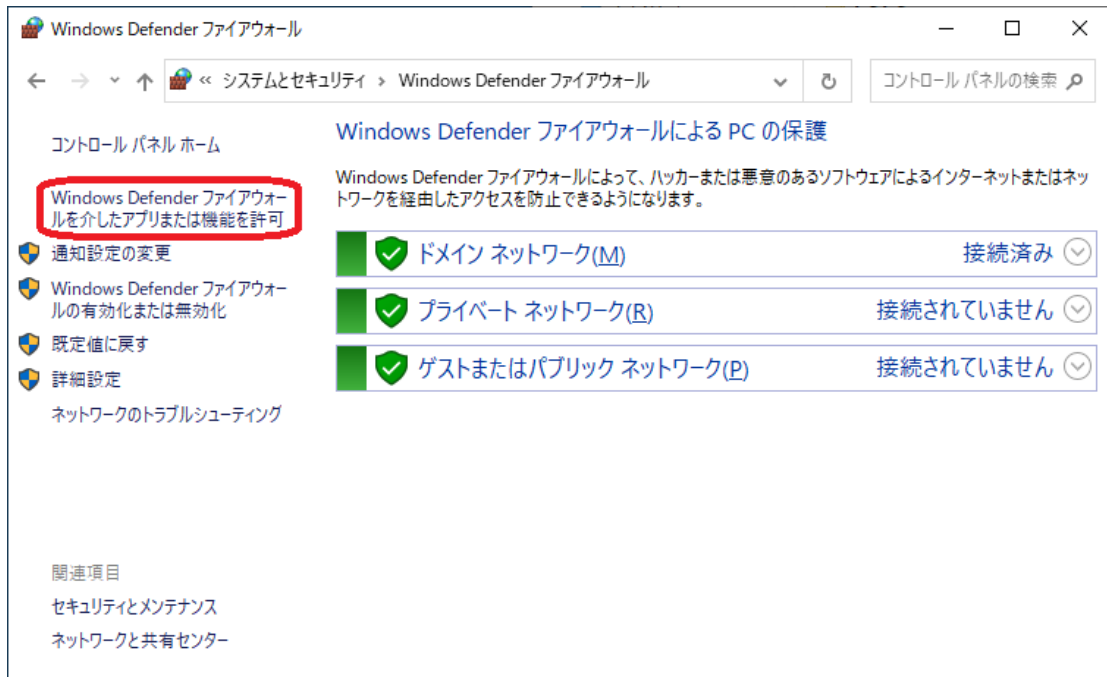 Windows Defender ファイアウォール
« システムとセキュリティ › Windows Defender ファイアウォール
コントロール パネルの検索
コントロール パネル ホーム
Windows Defender ファイアウォー
ルを介したアプリまたは機能を許可
通知設定の変更
Windows Defender ファイアウォー
ルの有効化または無効化
既定値に戻す
詳細設定
ネットワークのトラブルシューティング
Windows Defender ファイアウォールによる PC の保護
Windows Defender ファイアウォールによって、ハッカーまたは悪意のあるソフトウェアによるインターネットまたはネッ
トワークを経由したアクセスを防止できるようになります。
ドメイン ネットワーク(M) 接続済み
プライベート ネットワーク(R) 接続されていません
ゲストまたはパブリック ネットワーク(P) 接続されていません
関連項目
セキュリティとメンテナンス
ネットワークと共有センター